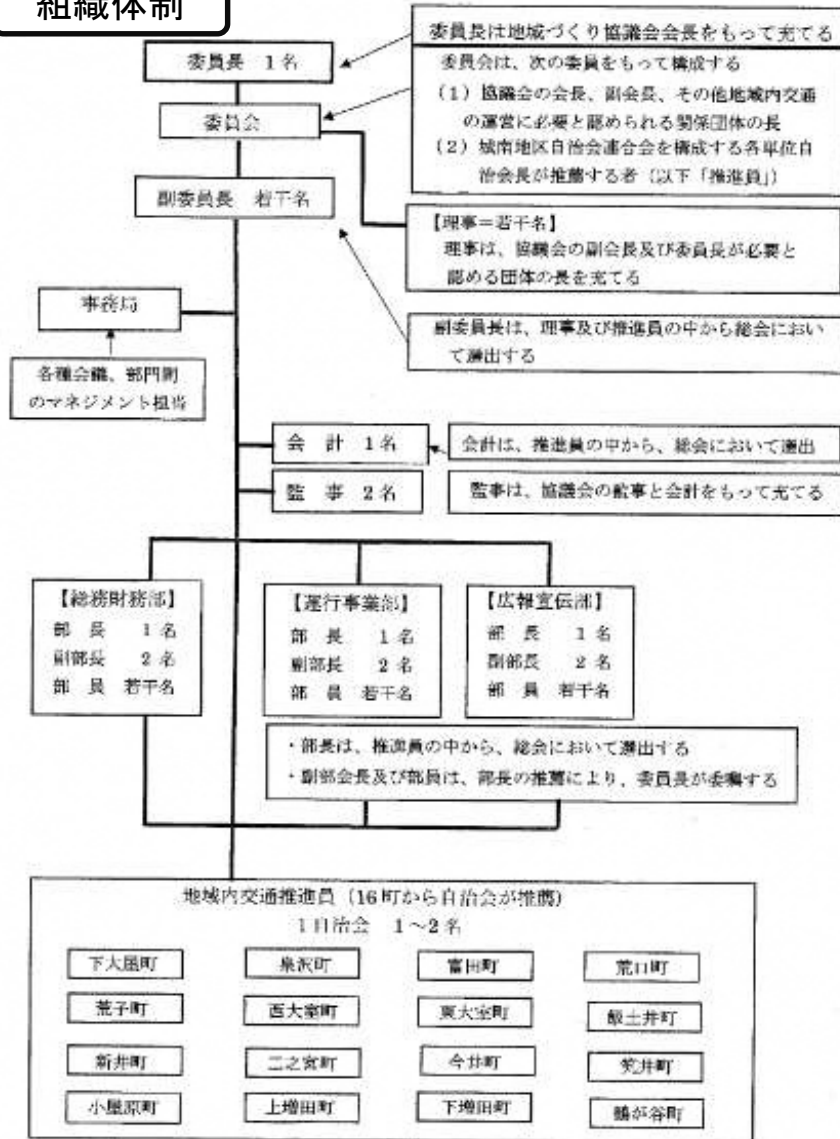 組織体制
委員長は地域づくり協議会会長をもって充てる
委員長 1名
委員会は、次の委員をもって構成する
(1) 協議会の会長、副会長、その他地域内交通
の運営に必要と認められる関係団体の長
(2) 城南地区自治会連合会を構成する各単位自
治会長が推薦する者(以下「推進員」)
委員会
副委員長 若干名
【理事=若干名】
理事は、協議会の副会長及び委員長が必要と
認める団体の長を充てる
事務局
副委員長は、理事及び推進員の中から総会におい
て選出する
各種会議、部門間
のマネジメント担当
会 計 1名
会計は、推進員の中から、総会において選出
監 事 2名
監事は、協議会の監事と会計をもって充てる
【総務財務部】
部 長 1名
副部長 2名
部 員 若干名
【運行事業部】
部 長 1名
副部長 2名
部 員 若干名
【広報宣伝部】
部 長 1名
副部長 2名
部 員 若干名
・部長は、推進員の中から、総会において選出する
・副部会長及び部員は、部長の推薦により、委員長が委嘱する
地域内交通推進員(16町から自治会が推薦)
1自治会 1~2名
下大屋町 泉沢町 富田町 荒口町
荒子町 西大室町 東大室町 飯土井町
新井町 二之宮町 今井町 笂井町
小屋原町 上増田町 下増田町 鶴が谷町